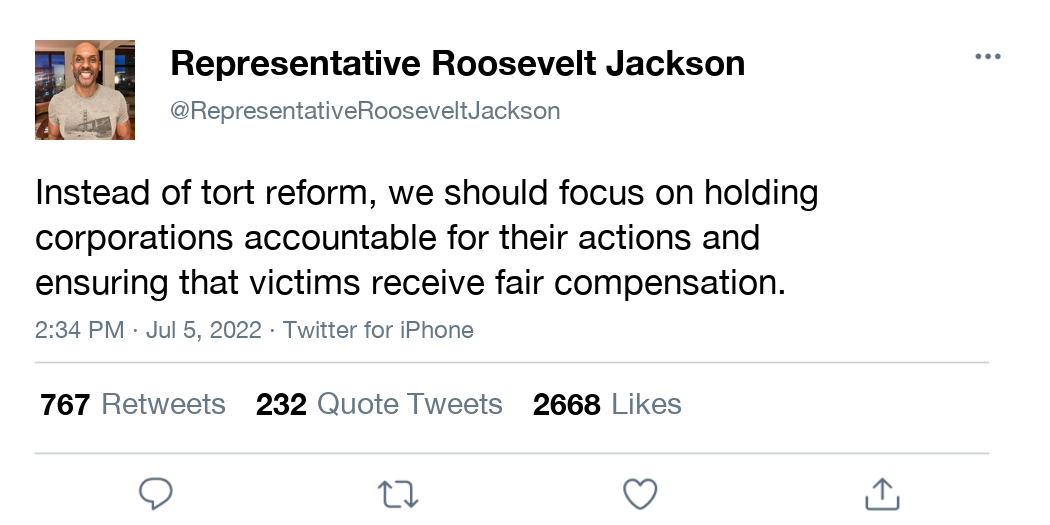 Representative Roosevelt Jackson
@RepresentativeRooseveltJackson
Instead of tort reform, we should focus on holding
corporations accountable for their actions and
ensuring that victims receive fair compensation.
2:34 PM · Jul 5, 2022 · Twitter for iPhone
767 Retweets 232 Quote Tweets 2668 Likes